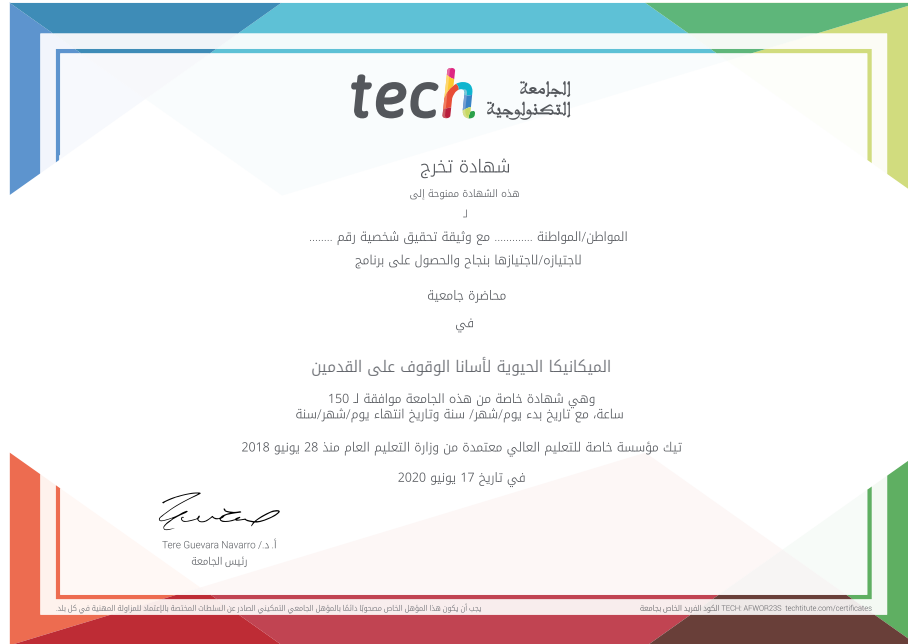 tech الجامعة
التكنولوجية
شهادة تخرج
هذه الشهادة ممنوحة إلى
لـ
المواطن/المواطنة ............ مع وثيقة تحقيق شخصية رقم ........
لاجتيازه/لاجتيازها بنجاح والحصول على برنامج
محاضرة جامعية
في
الميكانيكا الحيوية لأسانا الوقوف على القدمين
وهي شهادة خاصة من هذه الجامعة موافقة لـ 150
ساعة، مع تاريخ بدء يوم/شهر/ سنة وتاريخ انتهاء يوم/شهر/سنة
تيك مؤسسة خاصة للتعليم العالي معتمدة من وزارة التعليم العام منذ 28 يونيو 2018
في تاريخ 17 يونيو 2020
أ. د./ Tere Guevara Navarro
رئيس الجامعة
الكود الفريد الخاص بجامعة TECH: AFWOR23S techtitute.com/certificates
يجب أن يكون هذا المؤهل الخاص مصحوبًا دائمًا بالمؤهل الجامعي التمكيني الصادر عن السلطات المختصة بالإعتماد للمزاولة المهنية في كل بلد.